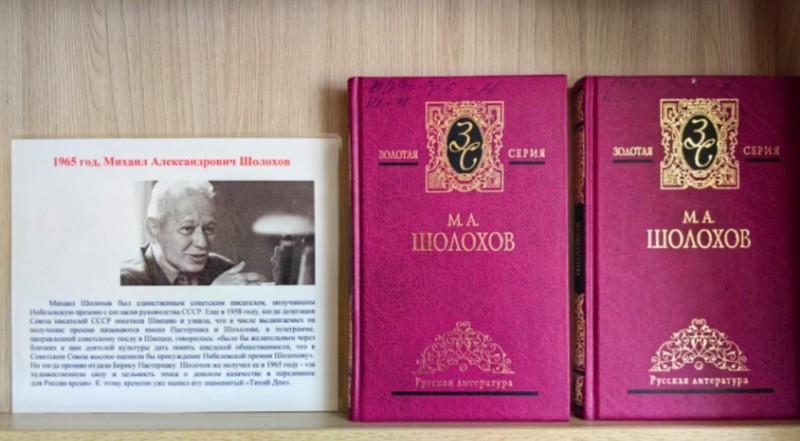 1965 год, Михаил Александрович Шолохов
Михаил Шолохов был единственным советским писателем, получившим
Нобелевскую премию с согласия руководства СССР. Еще в 1958 году, когда делегация
Союза писателей СССР посетила Швецию и узнала, что в числе выдвигаемых на
получение премии называются имена Пастернака и Шолохова, в телеграмме,
направленной советскому послу в Швеции, говорилось: «было бы желательным через
близких к нам деятелей культуры дать понять шведской общественности, что в
Советском Союзе высоко оценили бы присуждение Нобелевской премии Шолохову».
Но тогда премию отдали Борису Пастернаку. Шолохов же получил ее в 1965 году - «за
художественную силу и цельность эпоса о донском казачестве в переломное
для России время». К этому времени уже вышел его знаменитый «Тихий Дон».
ЗС
ЗОЛОТАЯ СЕРИЯ
М. А.
ШОЛОХОВ
Русская литература
ЗС
ЗОЛОТАЯ СЕРИЯ
М. А.
ШОЛОХОВ
Русская литература